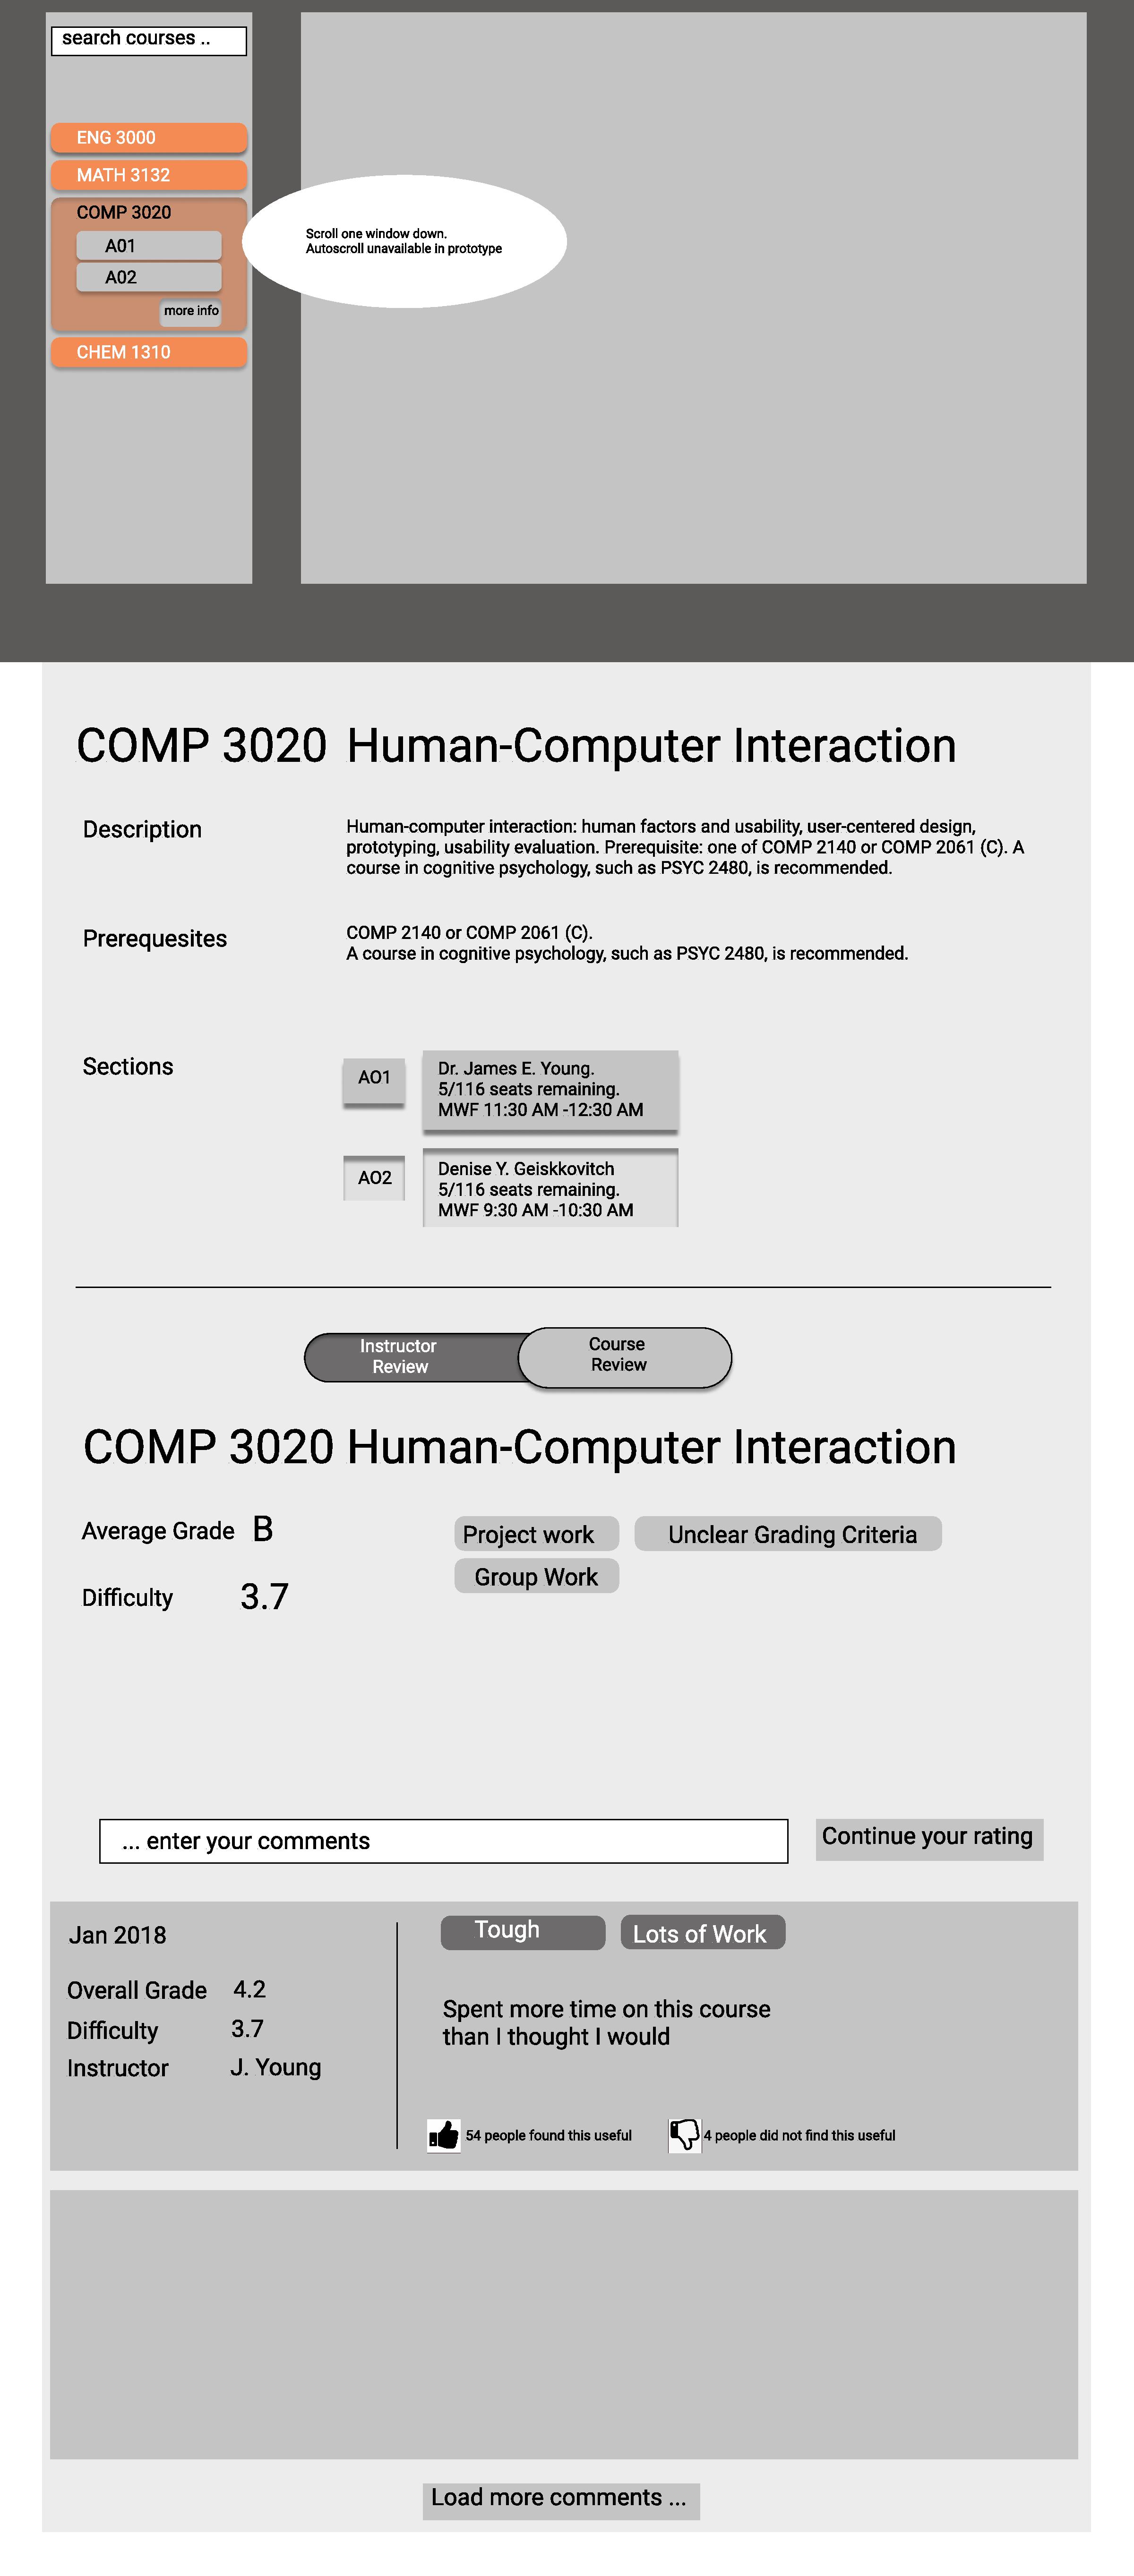 search courses ..
ENG 3000
MATH 3132
COMP 3020
A01
A02
more info
CHEM 1310
Scroll one window down.
Autoscroll unavailable in prototype
COMP 3020 Human-Computer Interaction
Description
Human-computer interaction: human factors and usability, user-centered design,
prototyping, usability evaluation. Prerequisite: one of COMP 2140 or COMP 2061 (C). A
course in cognitive psychology, such as PSYC 2480, is recommended.
Prerequesites
COMP 2140 or COMP 2061 (C).
A course in cognitive psychology, such as PSYC 2480, is recommended.
Sections
AO1
Dr. James E. Young.
5/116 seats remaining.
MWF 11:30 AM -12:30 AM
AO2
Denise Y. Geiskkovitch
5/116 seats remaining.
MWF 9:30 AM -10:30 AM
Instructor
Review
Course
Review
COMP 3020 Human-Computer Interaction
Average Grade B
Project work
Unclear Grading Criteria
Group Work
Difficulty 3.7
... enter your comments
Continue your rating
Jan 2018
Tough
Lots of Work
Overall Grade 4.2
Difficulty 3.7
Instructor J. Young
Spent more time on this course
than I thought I would
54 people found this useful
4 people did not find this useful
Load more comments ...